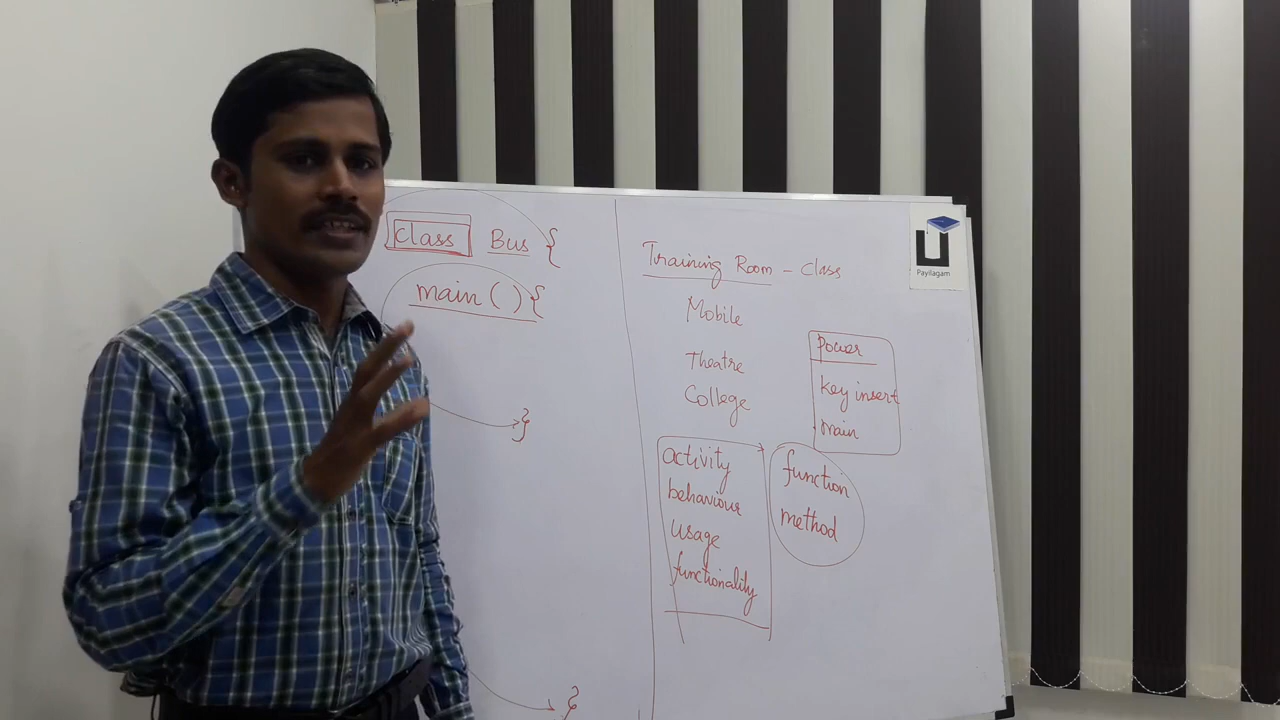 class Bus {
main ( ) {
}
}
Training Room - Class
Mobile
Theatre
College
Power
key insert
main
activity
behaviour
usage
functionality
function
method
Payilagam